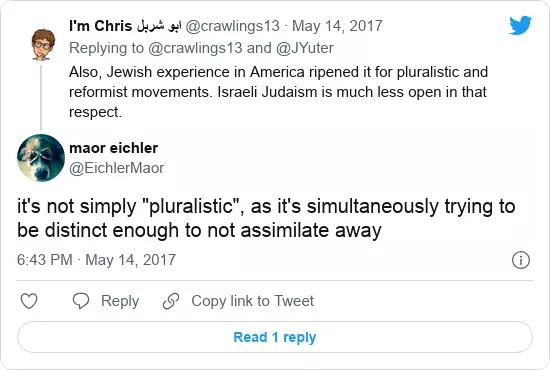 I'm Chris ابو شربل @crawlings13 · May 14, 2017
Replying to @crawlings13 and @JYuter
Also, Jewish experience in America ripened it for pluralistic and
reformist movements. Israeli Judaism is much less open in that
respect.
maor eichler
@EichlerMaor
it's not simply "pluralistic", as it's simultaneously trying to
be distinct enough to not assimilate away
6:43 PM · May 14, 2017
Reply Copy link to Tweet
Read 1 reply